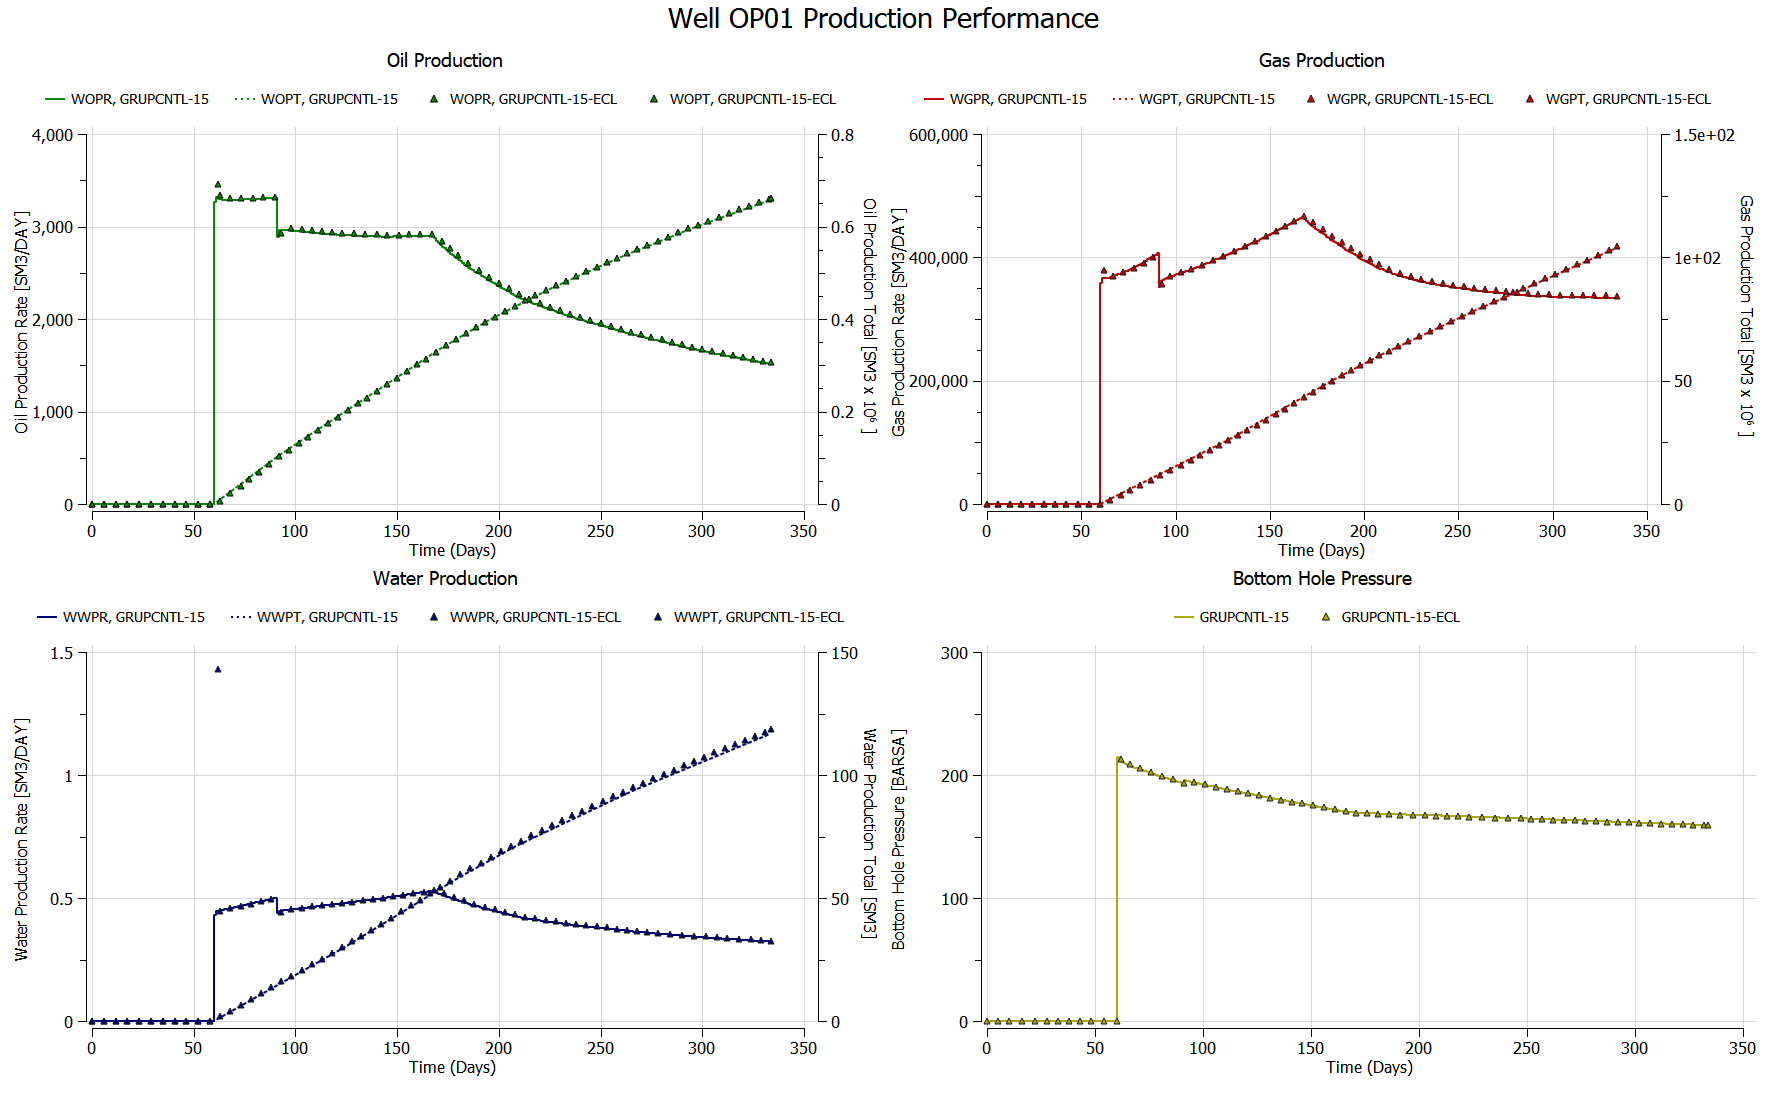 Well OP01 Production Performance
Oil Production
WOPR, GRUPCNTL-15 WOPT, GRUPCNTL-15 WOPR, GRUPCNTL-15-ECL WOPT, GRUPCNTL-15-ECL
4,000
3,000
2,000
1,000
0
Oil Production Rate [SM3/DAY]
0.8
0.6
0.4
0.2
0
Oil Production Total [SM3 x 10⁶ ]
0 50 100 150 200 250 300 350
Time (Days)
Gas Production
WGPR, GRUPCNTL-15 WGPT, GRUPCNTL-15 WGPR, GRUPCNTL-15-ECL WGPT, GRUPCNTL-15-ECL
600,000
400,000
200,000
0
Gas Production Rate [SM3/DAY]
1.5e+02
1e+02
50
0
Gas Production Total [SM3 x 10⁶ ]
0 50 100 150 200 250 300 350
Time (Days)
Water Production
WWPR, GRUPCNTL-15 WWPT, GRUPCNTL-15 WWPR, GRUPCNTL-15-ECL WWPT, GRUPCNTL-15-ECL
1.5
1
0.5
0
Water Production Rate [SM3/DAY]
150
100
50
0
Water Production Total [SM3]
0 50 100 150 200 250 300 350
Time (Days)
Bottom Hole Pressure
GRUPCNTL-15 GRUPCNTL-15-ECL
300
200
100
0
Bottom Hole Pressure [BARSA]
0 50 100 150 200 250 300 350
Time (Days)